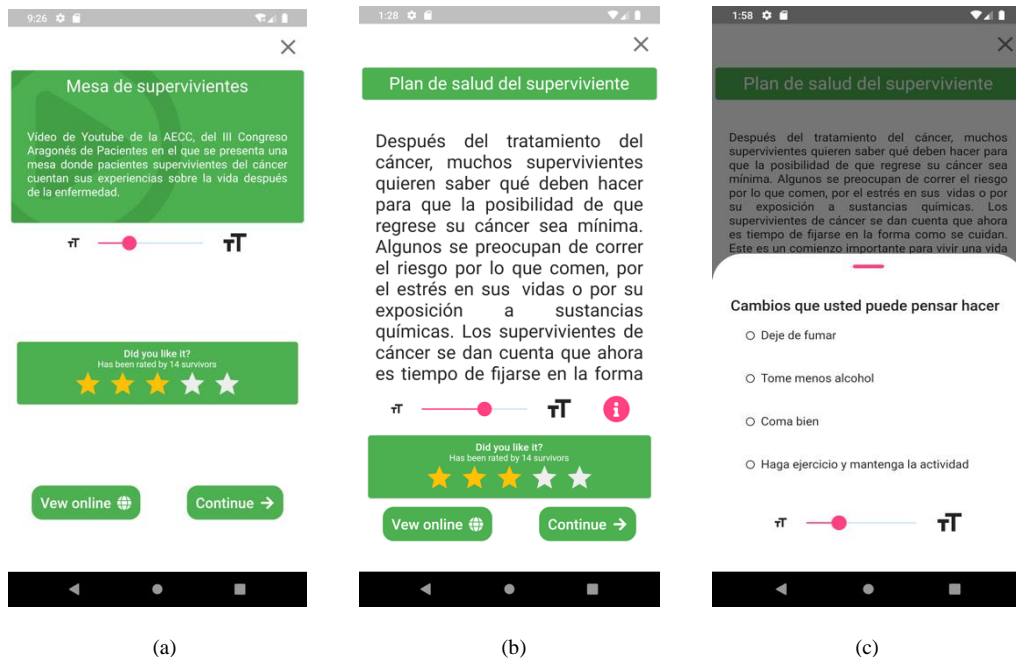 9:26
Mesa de supervivientes
Vídeo de Youtube de la AECC, del III Congreso
Aragonés de Pacientes en el que se presenta una
mesa donde pacientes supervivientes del cáncer
cuentan sus experiencias sobre la vida después
de la enfermedad.
TT
TT
Did you like it?
Has been rated by 14 survivors
Vew online
Continue →
(a)
1:28
Plan de salud del superviviente
Después del tratamiento del
cáncer, muchos supervivientes
quieren saber qué deben hacer
para que la posibilidad de que
regrese su cáncer sea mínima.
Algunos se preocupan de correr
el riesgo por lo que comen, por
el estrés en sus vidas o por su
exposición a sustancias
químicas. Los supervivientes de
cáncer se dan cuenta que ahora
es tiempo de fijarse en la forma
TT
TT
i
Did you like it?
Has been rated by 14 survivors
Vew online
Continue →
(b)
1:58
Plan de salud del superviviente
Después del tratamiento del cáncer, muchos
supervivientes quieren saber qué deben hacer para
que la posibilidad de que regrese su cáncer sea
mínima. Algunos se preocupan de correr el riesgo
por lo que comen, por el estrés en sus vidas o por
su exposición a sustancias químicas. Los
supervivientes de cáncer se dan cuenta que ahora
es tiempo de fijarse en la forma como se cuidan.
Este es un comienzo importante para vivir una vida
Cambios que usted puede pensar hacer
Deje de fumar
Tome menos alcohol
Coma bien
Haga ejercicio y mantenga la actividad
TT
TT
(c)